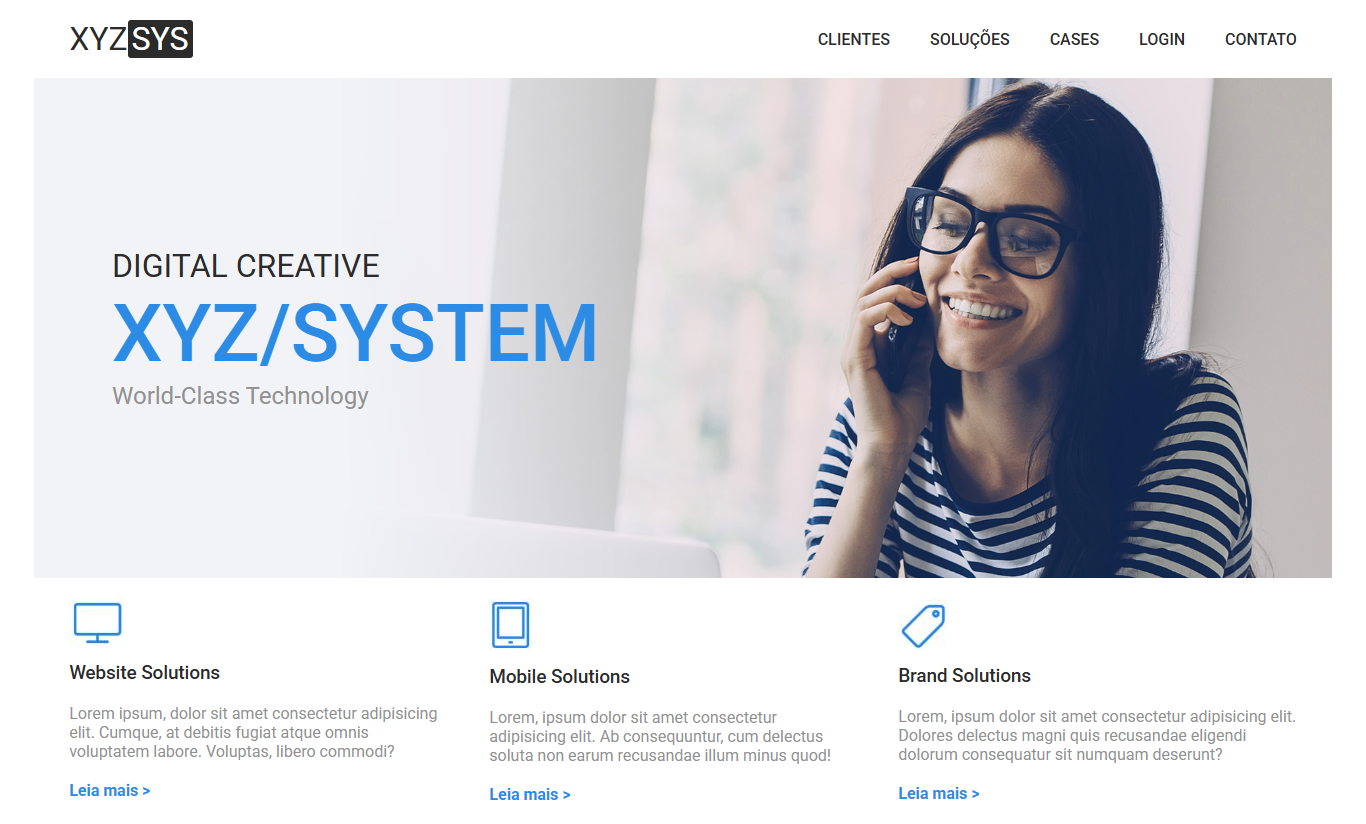 XYZSYS
CLIENTES SOLUÇÕES CASES LOGIN CONTATO
DIGITAL CREATIVE
XYZ/SYSTEM
World-Class Technology
Website Solutions
Lorem ipsum, dolor sit amet consectetur adipisicing
elit. Cumque, at debitis fugiat atque omnis
voluptatem labore. Voluptas, libero commodi?
Leia mais >
Mobile Solutions
Lorem ipsum, dolor sit amet consectetur
adipisicing elit. Ab consequuntur, cum delectus
soluta non earum recusandae illum minus quod!
Leia mais >
Brand Solutions
Lorem, ipsum dolor sit amet consectetur adipisicing elit.
Dolores delectus magni quis recusandae eligendi
dolorum consequatur sit numquam deserunt?
Leia mais >